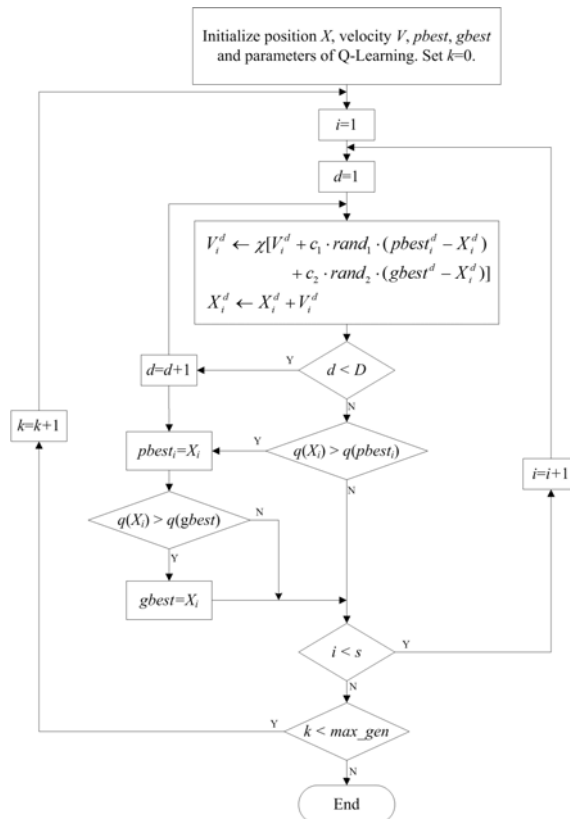 Initialize position X, velocity V, pbest, gbest
and parameters of Q-Learning. Set k=0.
i=1
d=1
V_i^d ← χ[V_i^d + c_1 · rand_1 · (pbest_i^d − X_i^d)
+ c_2 · rand_2 · (gbest^d − X_i^d)]
X_i^d ← X_i^d + V_i^d
d=d+1
Y
d < D
N
k=k+1
pbest_i=X_i
Y
q(X_i) > q(pbest_i)
i=i+1
N
q(X_i) > q(gbest)
N
Y
gbest=X_i
i < s
Y
N
Y
k < max_gen
N
End